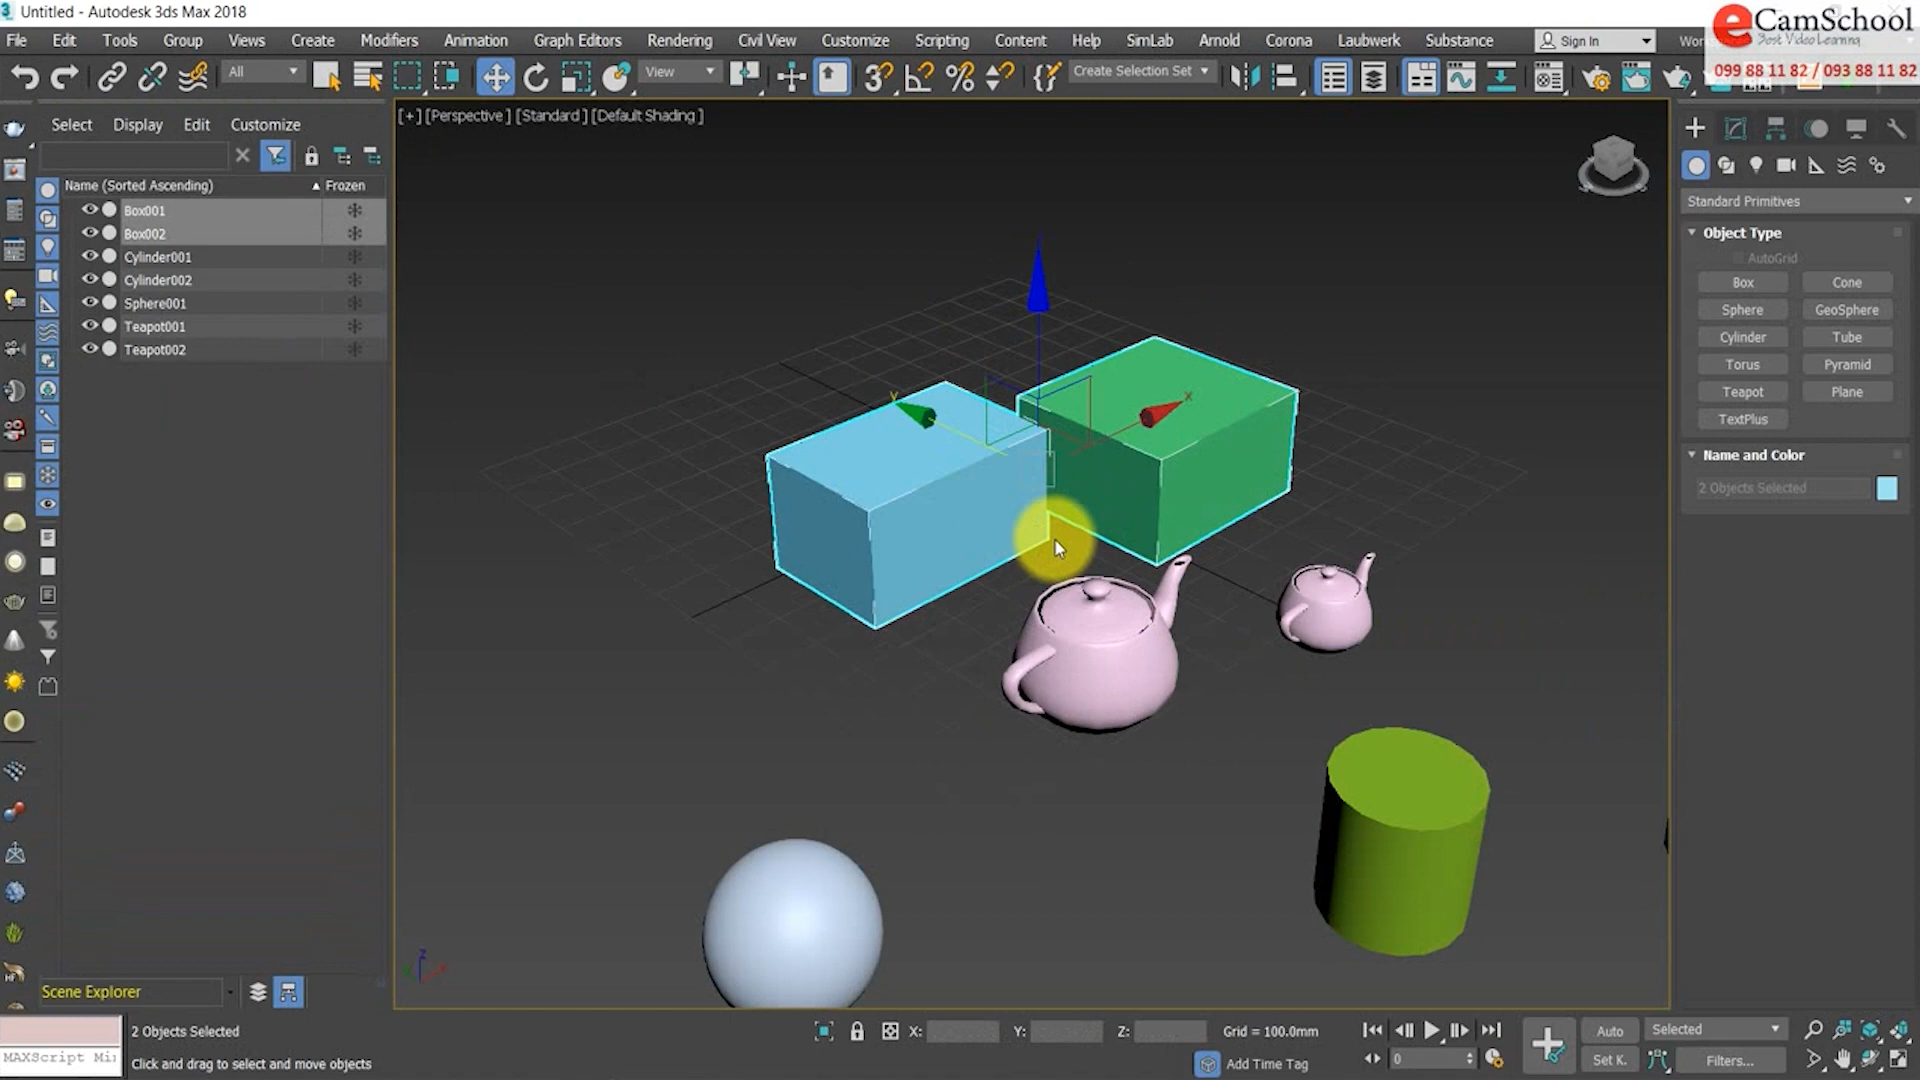 Untitled - Autodesk 3ds Max 2018
eCamSchool
Best Video Learning
099 88 11 82 / 093 88 11 82
File Edit Tools Group Views Create Modifiers Animation Graph Editors Rendering Civil View Customize Scripting Content Help SimLab Arnold Corona Laubwerk Substance Sign In
All View Create Selection Set
Select Display Edit Customize
[+] [Perspective] [Standard] [Default Shading]
Name (Sorted Ascending) Frozen
Box001
Box002
Cylinder001
Cylinder002
Sphere001
Teapot001
Teapot002
Standard Primitives
Object Type
AutoGrid
Box Cone
Sphere GeoSphere
Cylinder Tube
Torus Pyramid
Teapot Plane
TextPlus
Name and Color
2 Objects Selected
Scene Explorer
2 Objects Selected X: Y: Z: Grid = 100.0mm Auto Selected
MAXScript Mi Click and drag to select and move objects Add Time Tag 0 Set K. Filters...